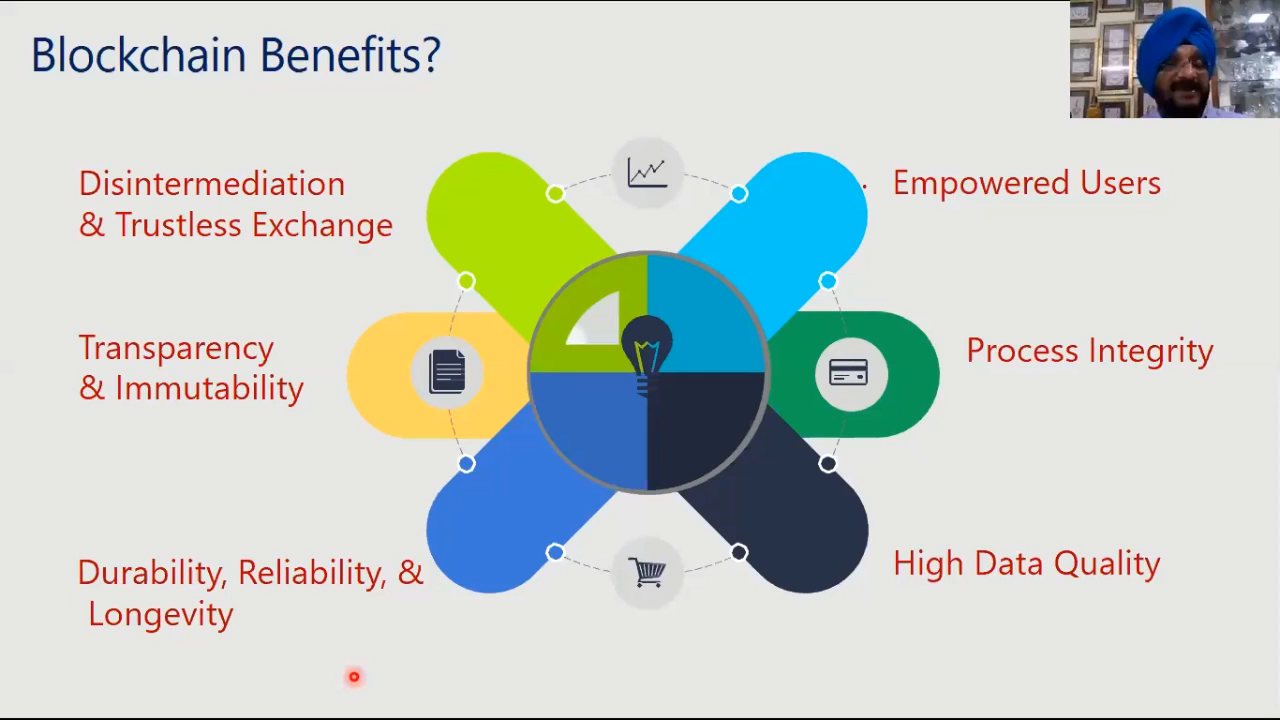 Blockchain Benefits?
Disintermediation
& Trustless Exchange
Empowered Users
Transparency
& Immutability
Process Integrity
Durability, Reliability, &
Longevity
High Data Quality